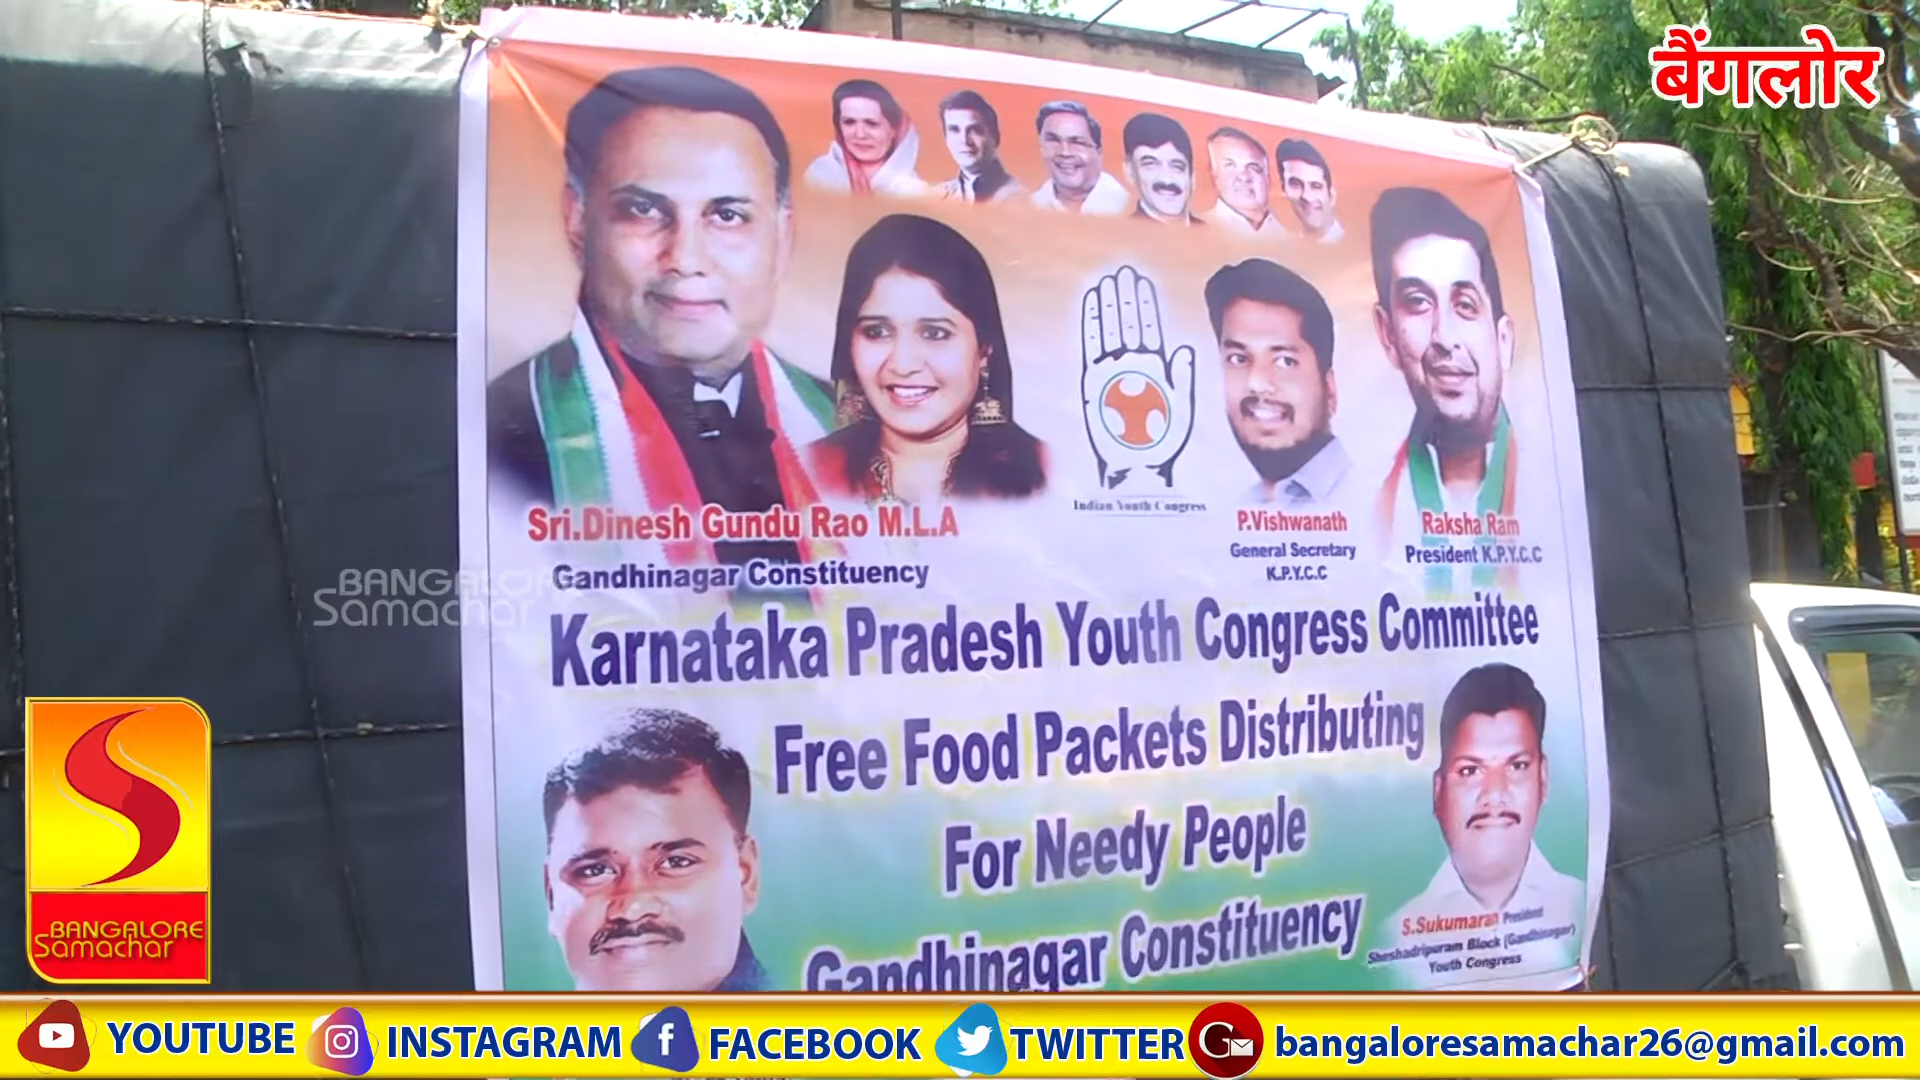 बैंगलोर
Indian Youth Congress
Sri.Dinesh Gundu Rao M.L.A
Gandhinagar Constituency
P.Vishwanath
General Secretary
K.P.Y.C.C
Raksha Ram
President K.P.Y.C.C
BANGALORE
Samachar
Karnataka Pradesh Youth Congress Committee
Free Food Packets Distributing
For Needy People
Gandhinagar Constituency
S.Sukumaran President
Sheshadripuram Block (Gandhinagar)
Youth Congress
BANGALORE
Samachar
YOUTUBE INSTAGRAM FACEBOOK TWITTER bangaloresamachar26@gmail.com